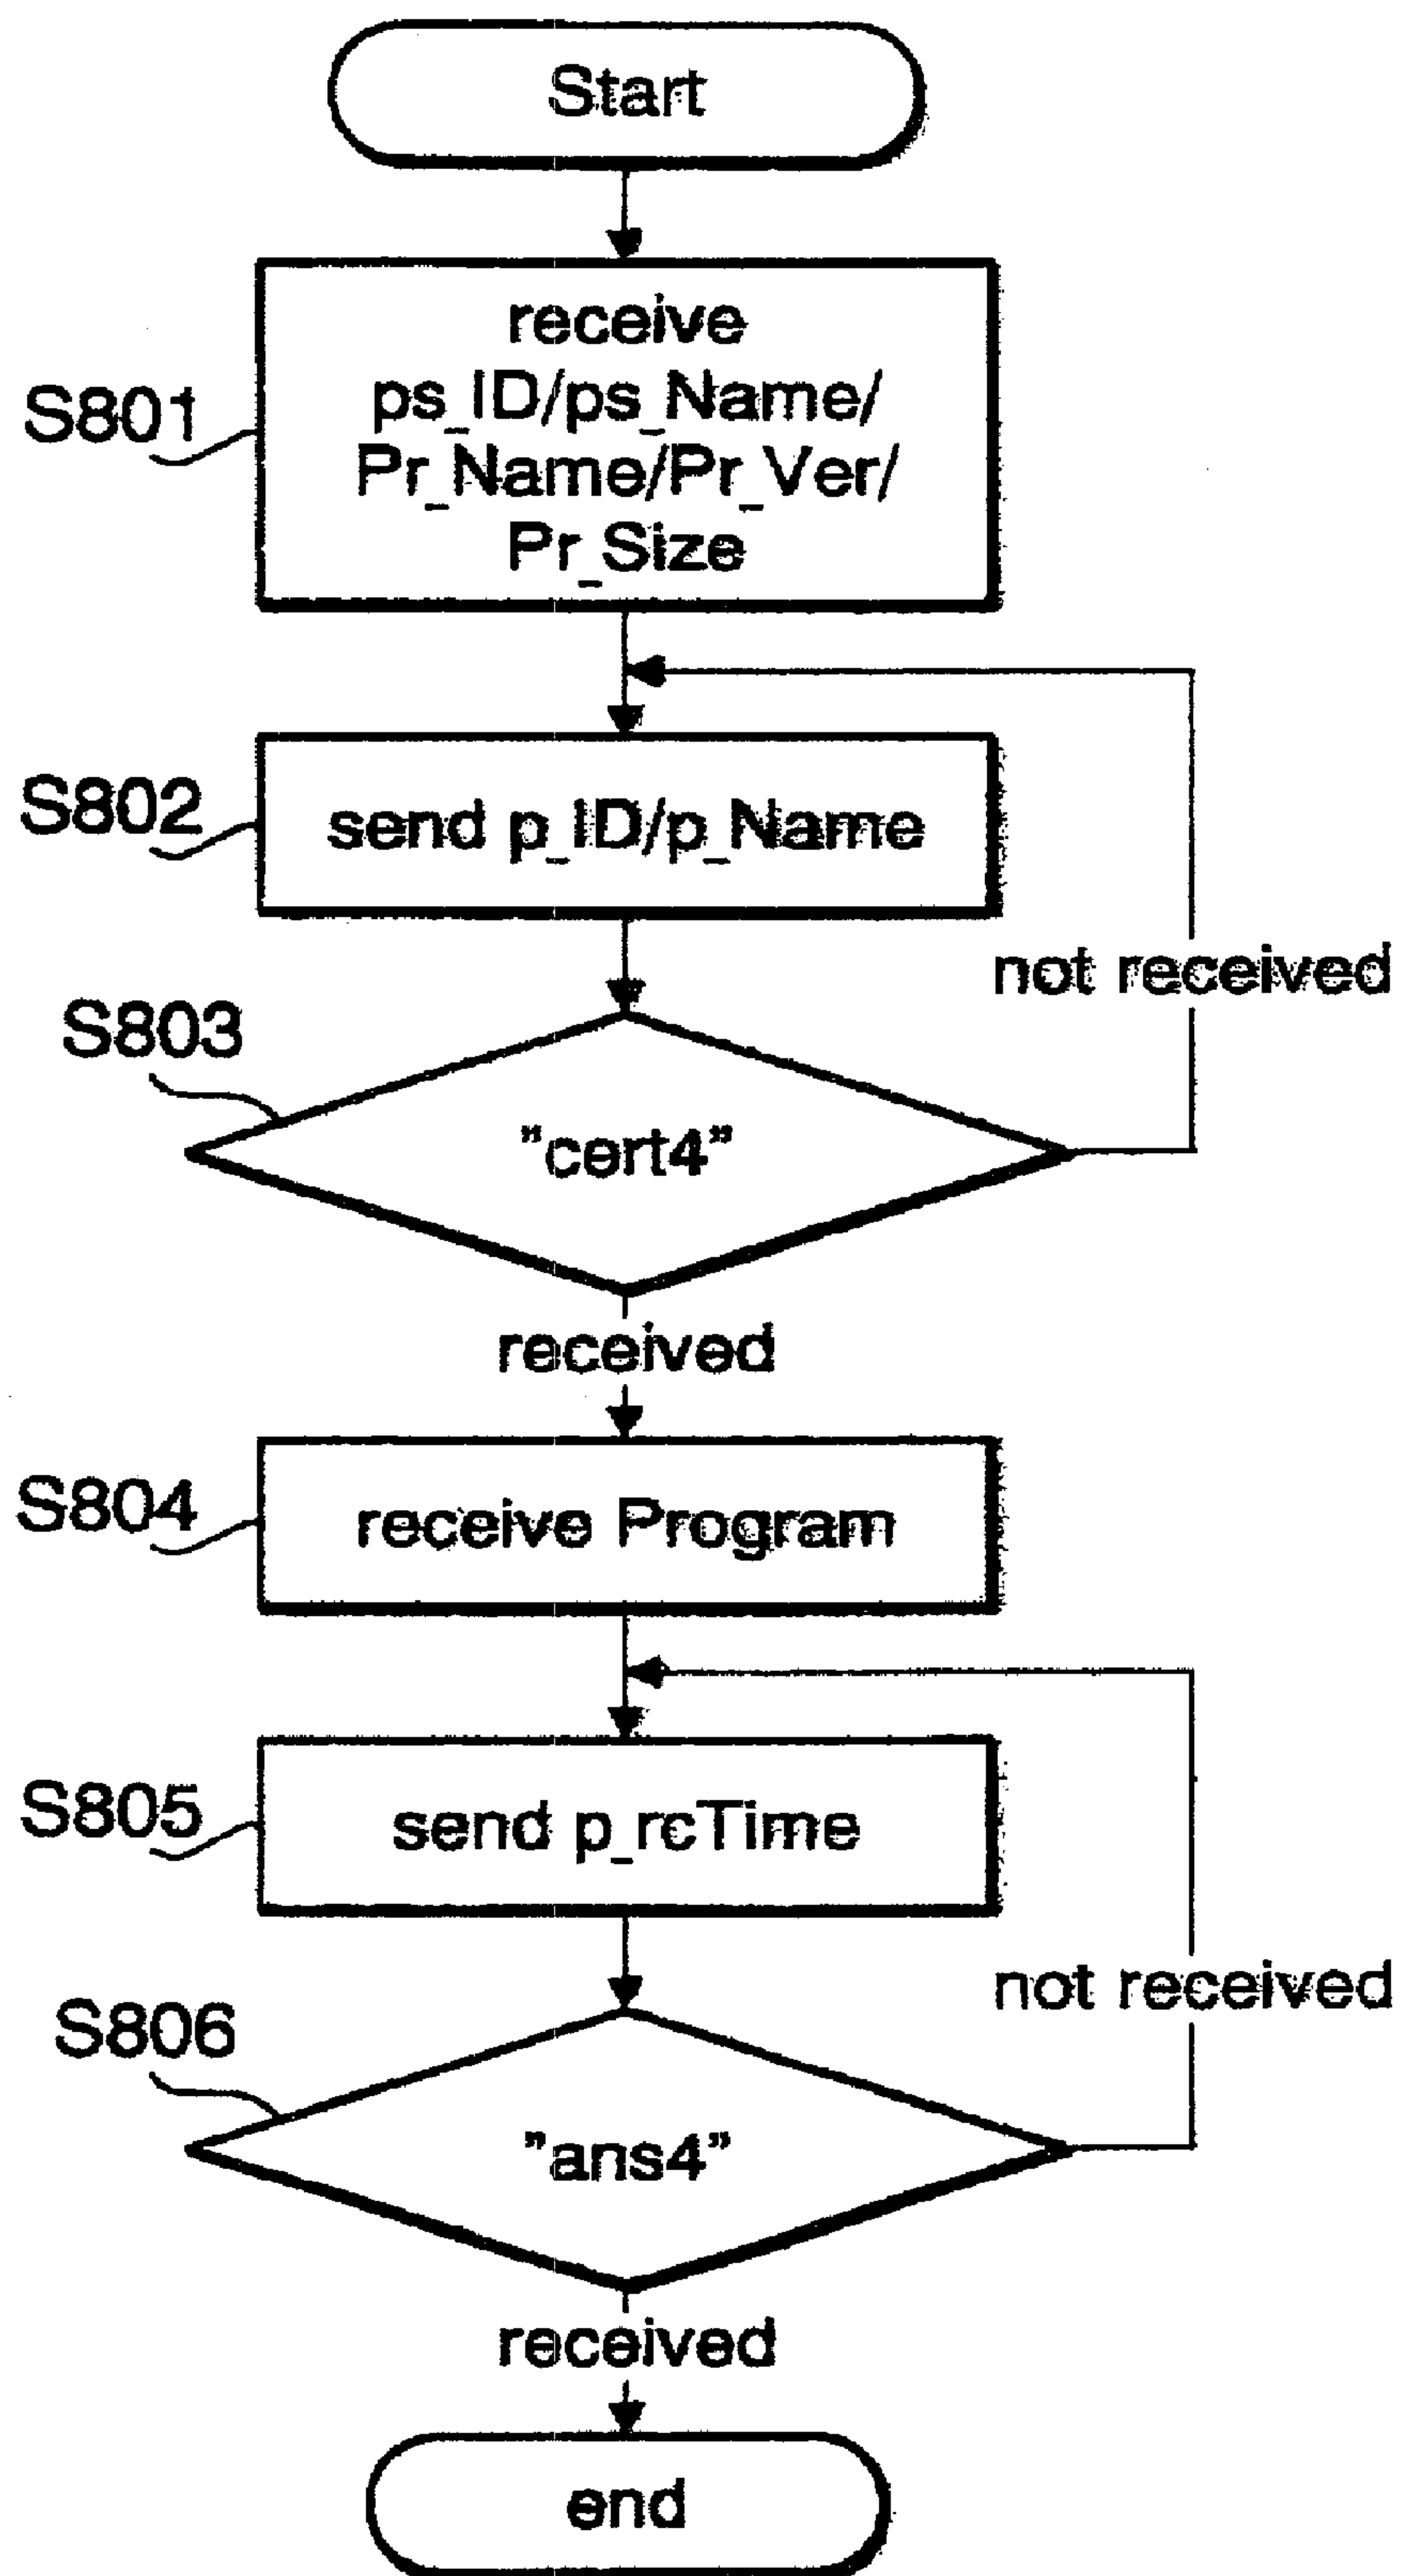 Start
S801
receive
ps_ID/ps_Name/
Pr_Name/Pr_Ver/
Pr_Size
S802
send p_ID/p_Name
not received
S803
"cert4"
received
S804
receive Program
S805
send p_rcTime
not received
S806
"ans4"
received
end